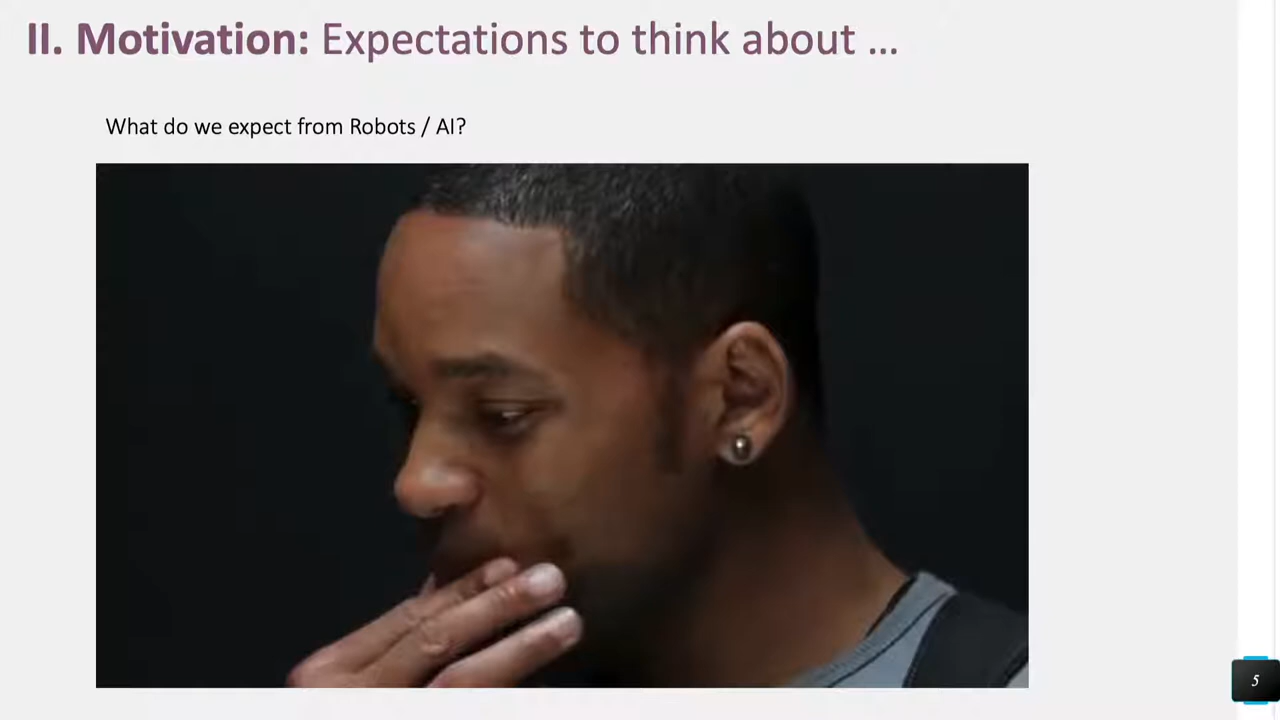 II. Motivation: Expectations to think about ...
What do we expect from Robots / AI?
5